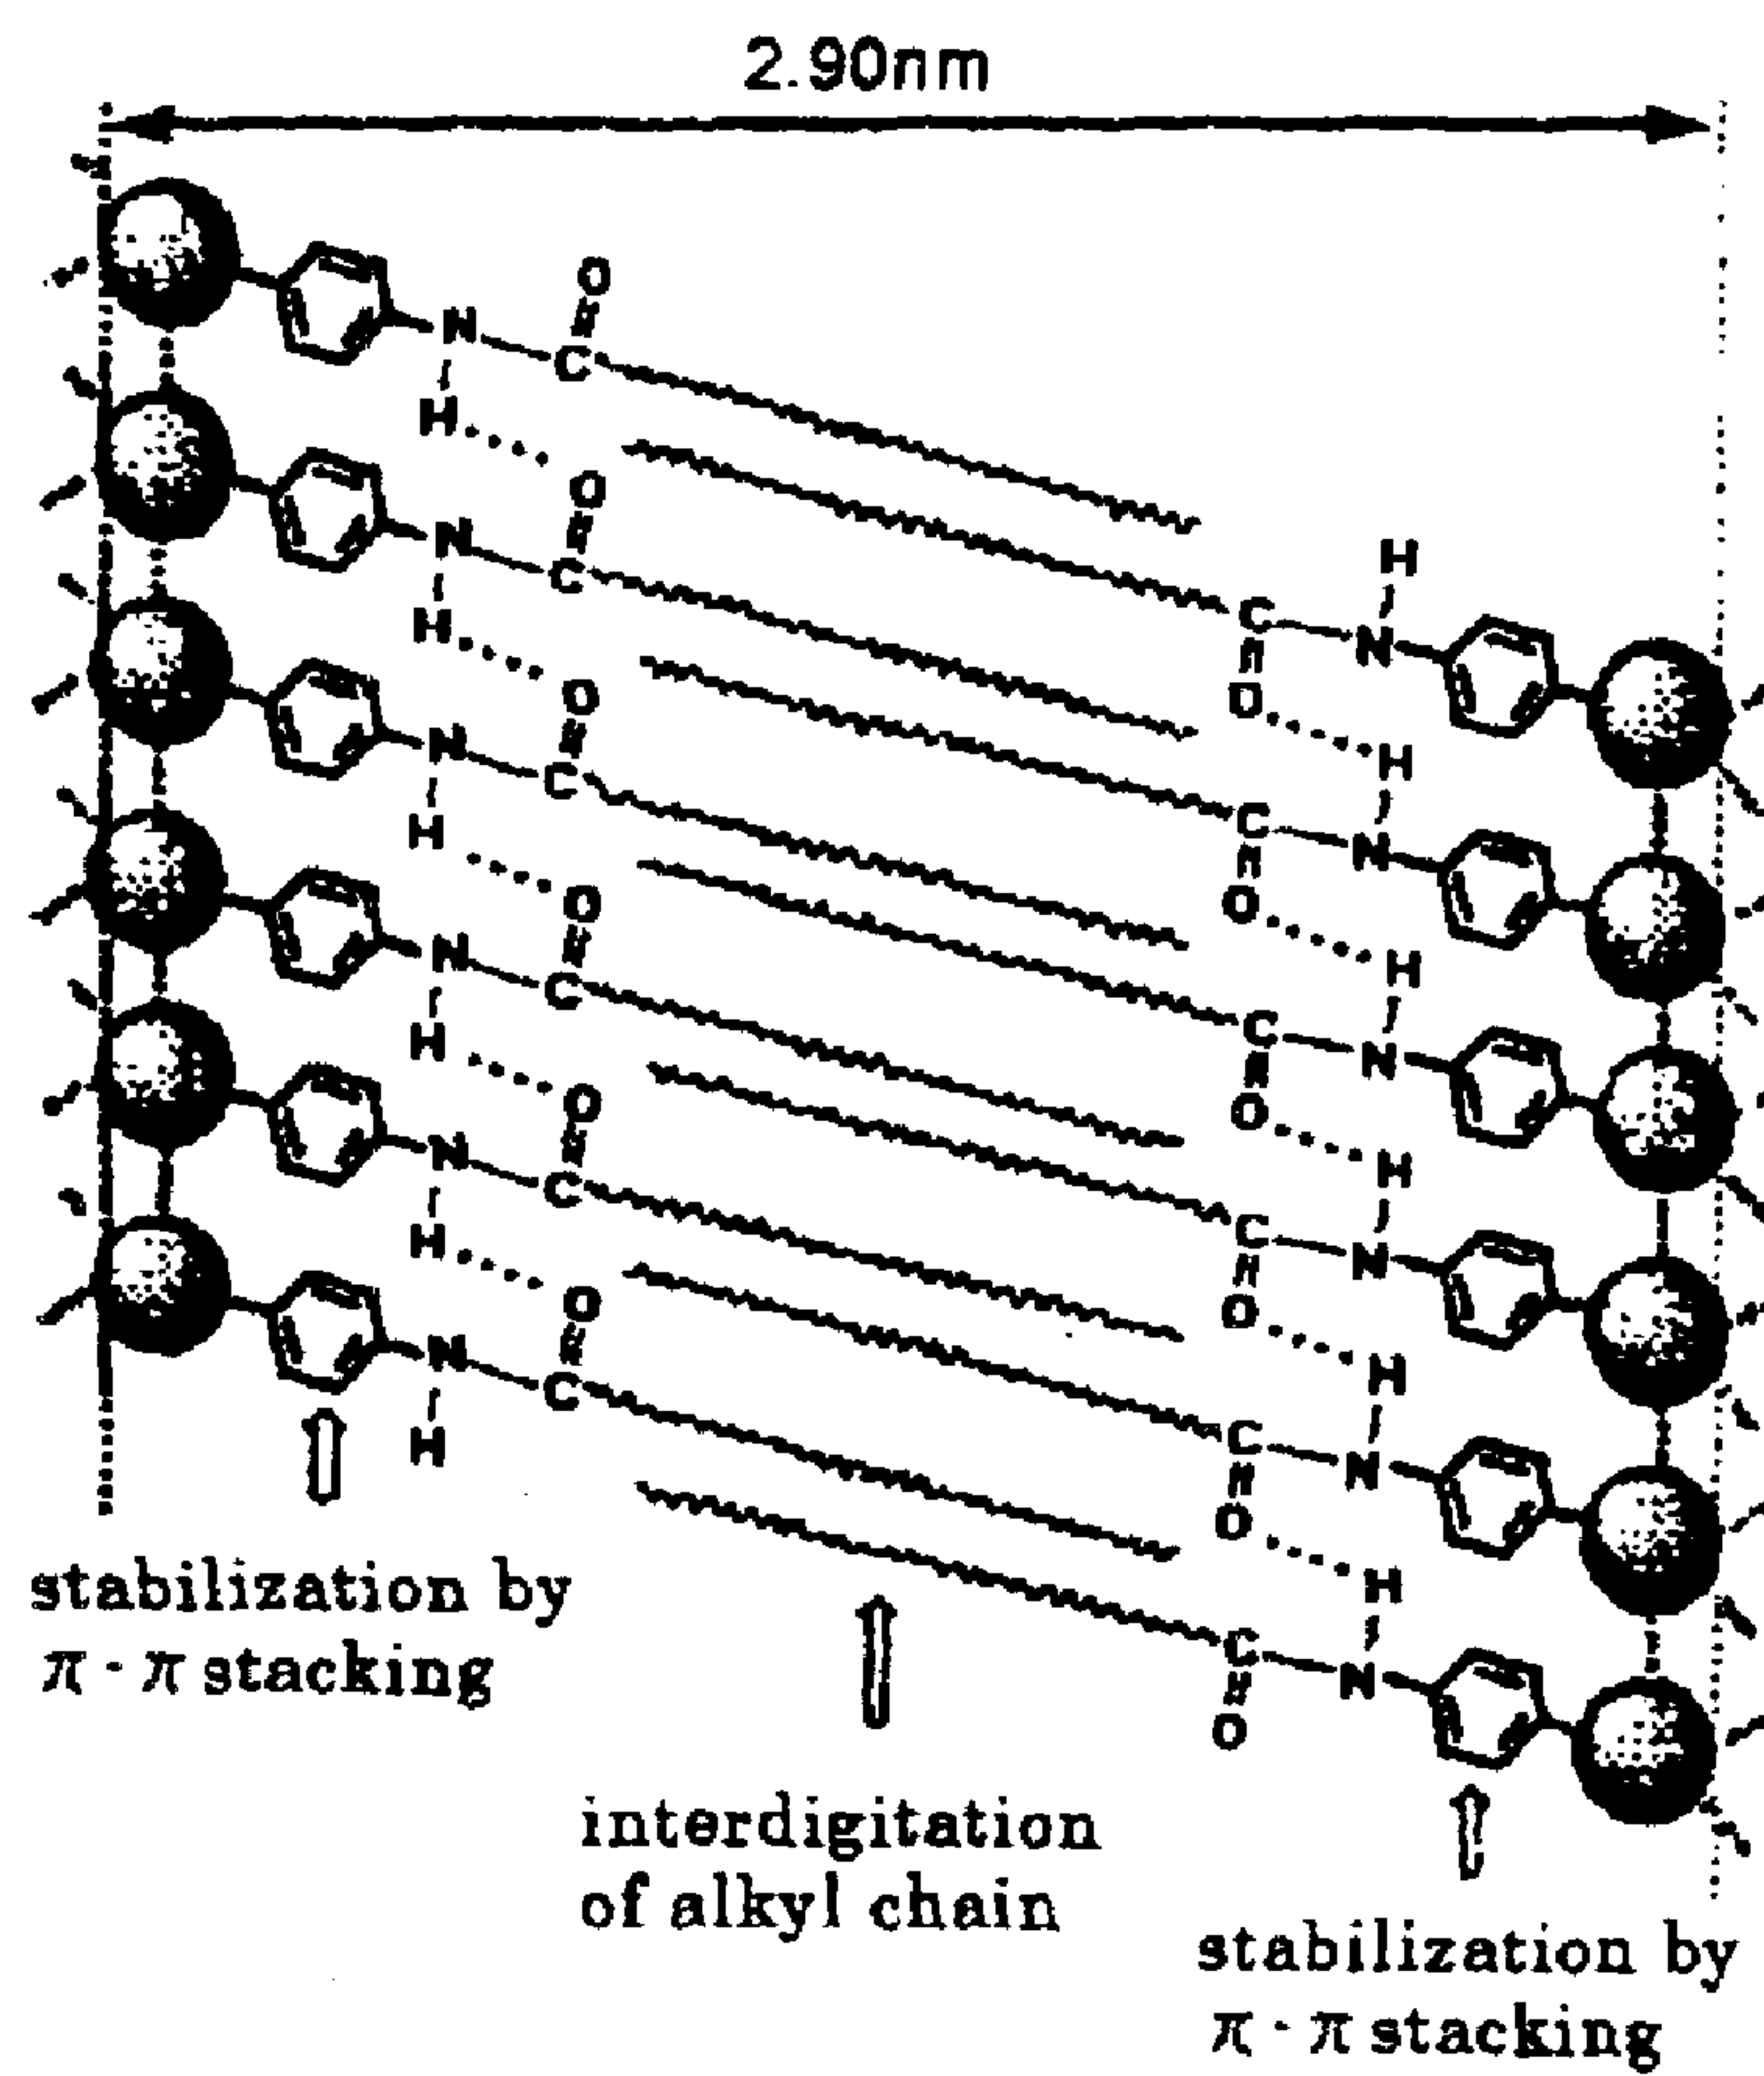 2.90nm
O
N C
H
O
N C
H
H
O
C N
N C
O
H
H
O
C N
N C
O
H
H
O
C N
N C
O
H
H
O
C N
N C
O
H
H
C N
O
H
C N
O
stabilization by
π-π stacking
interdigitation
of alkyl chain
stabilization by
π-π stacking